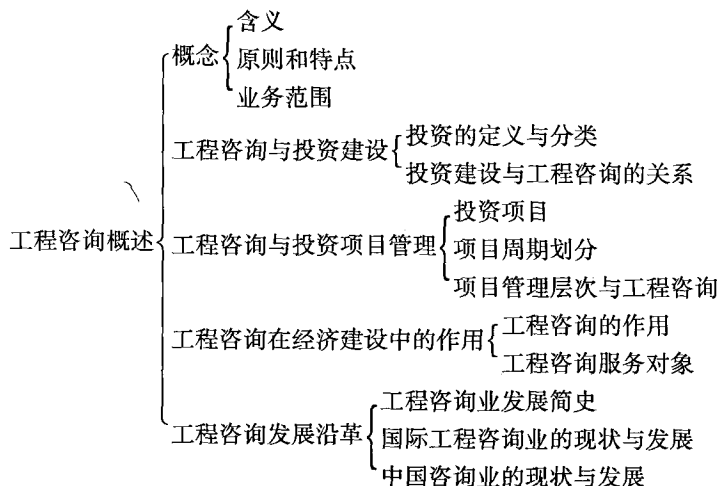 含义
概念
原则和特点
业务范围
投资的定义与分类
工程咨询与投资建设
投资建设与工程咨询的关系
投资项目
工程咨询概述
工程咨询与投资项目管理
项目周期划分
项目管理层次与工程咨询
工程咨询的作用
工程咨询在经济建设中的作用
工程咨询服务对象
工程咨询业发展简史
工程咨询发展沿革
国际工程咨询业的现状与发展
中国咨询业的现状与发展